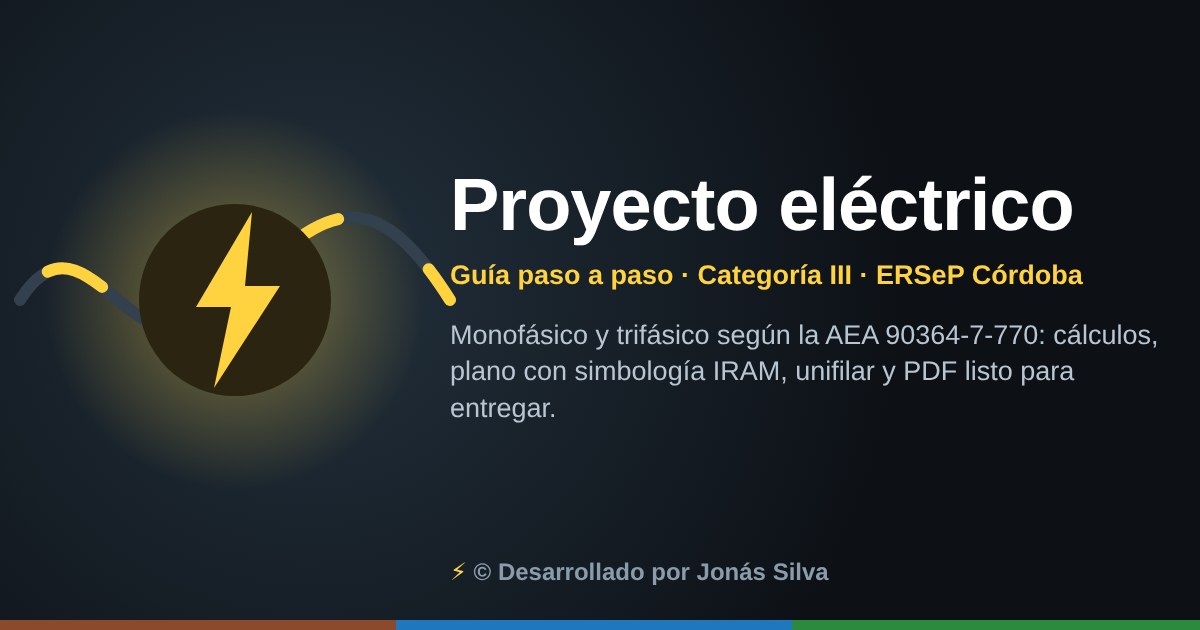 Proyecto eléctrico
Guía paso a paso · Categoría III · ERSeP Córdoba
Monofásico y trifásico según la AEA 90364-7-770: cálculos,
plano con simbología IRAM, unifilar y PDF listo para
entregar.
⚡ © Desarrollado por Jonás Silva